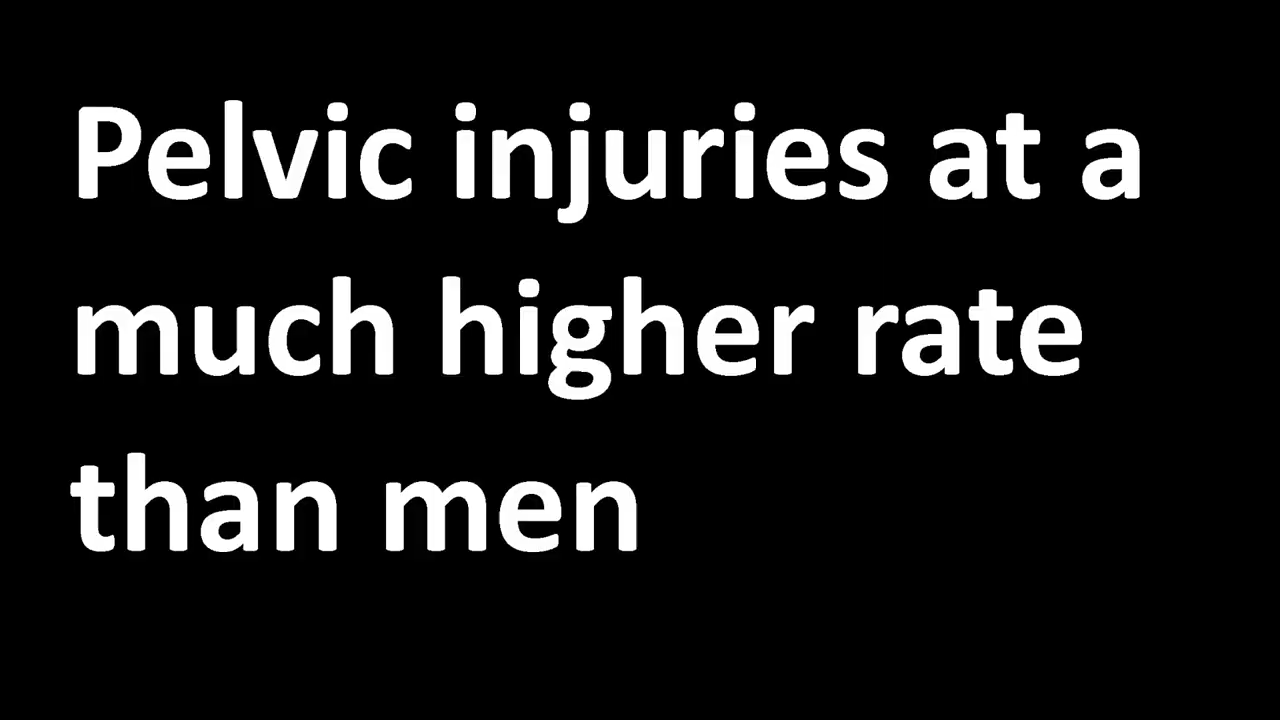 Pelvic injuries at a
much higher rate
than men